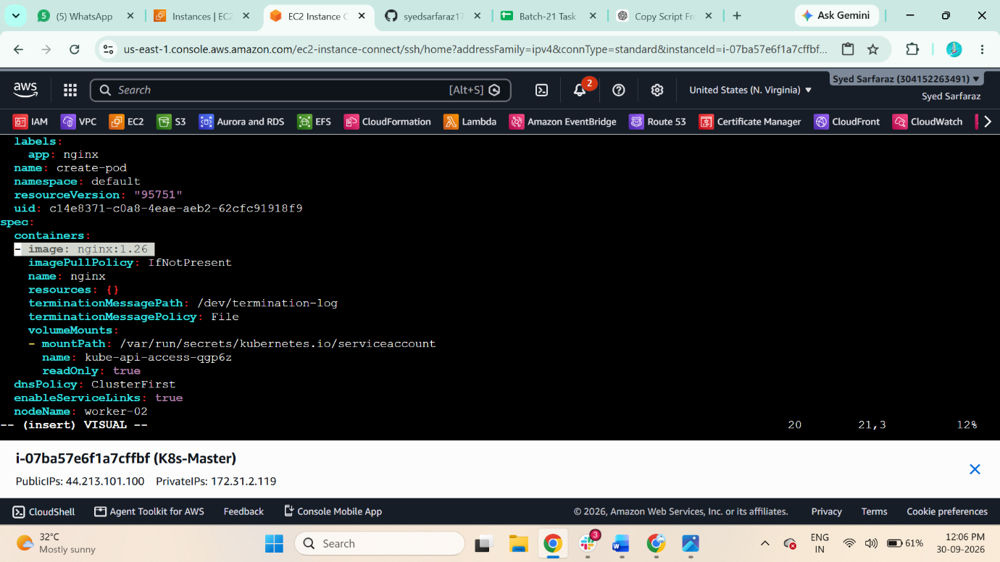 5 (5) WhatsApp
Instances | EC2
EC2 Instance C
syedsarfaraz17
Batch-21 Task
Copy Script Fro
Ask Gemini
us-east-1.console.aws.amazon.com/ec2-instance-connect/ssh/home?addressFamily=ipv4&connType=standard&instanceId=i-07ba57e6f1a7cffbf...
aws
Search [Alt+S]
2
United States (N. Virginia)
Syed Sarfaraz (304152263491)
Syed Sarfaraz
IAM VPC EC2 S3 Aurora and RDS EFS CloudFormation Lambda Amazon EventBridge Route 53 Certificate Manager CloudFront CloudWatch
labels:
app: nginx
name: create-pod
namespace: default
resourceVersion: "95751"
uid: c14e8371-c0a8-4eae-aeb2-62cfc91918f9
spec:
containers:
- image: nginx:1.26
imagePullPolicy: IfNotPresent
name: nginx
resources: {}
terminationMessagePath: /dev/termination-log
terminationMessagePolicy: File
volumeMounts:
- mountPath: /var/run/secrets/kubernetes.io/serviceaccount
name: kube-api-access-qgp6z
readOnly: true
dnsPolicy: ClusterFirst
enableServiceLinks: true
nodeName: worker-02
-- (insert) VISUAL -- 20 21,3 12%
i-07ba57e6f1a7cffbf (K8s-Master)
PublicIPs: 44.213.101.100 PrivateIPs: 172.31.2.119
CloudShell Agent Toolkit for AWS Feedback Console Mobile App © 2026, Amazon Web Services, Inc. or its affiliates. Privacy Terms Cookie preferences
32°C
Mostly sunny
Search
3
ENG
IN
61%
12:06 PM
30-09-2026